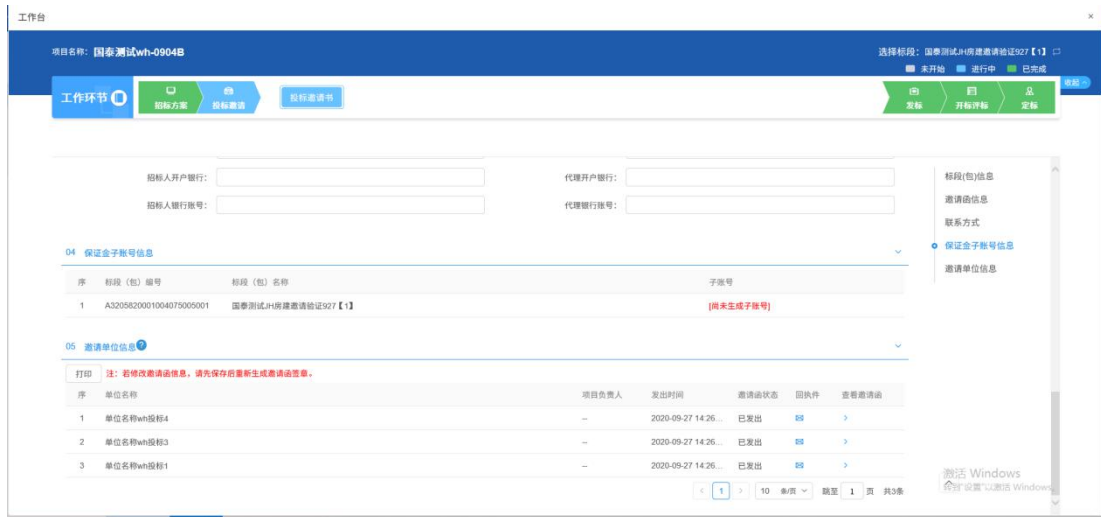 工作台 ×
项目名称: 国泰测试wh-0904B 选择标段: 国泰测试JH房建邀请验证927【1】
未开始 进行中 已完成
工作环节 招标方案 投标邀请 投标邀请书 发标 开标评标 定标 收起
招标人开户银行: 代理开户银行:
招标人银行账号: 代理银行账号:
标段(包)信息
邀请函信息
联系方式
保证金子账号信息
邀请单位信息
04 保证金子账号信息
序 标段（包）编号 标段（包）名称 子账号
1 A3205820001004075005001 国泰测试JH房建邀请验证927【1】 [尚未生成子账号]
05 邀请单位信息 ?
打印 注：若修改邀请函信息，请先保存后重新生成邀请函签章。
序 单位名称 项目负责人 发出时间 邀请函状态 回执件 查看邀请函
1 单位名称wh投标4 -- 2020-09-27 14:26... 已发出
2 单位名称wh投标3 -- 2020-09-27 14:26... 已发出
3 单位名称wh投标1 -- 2020-09-27 14:26... 已发出
< 1 > 10 条/页 跳至 1 页 共3条
激活 Windows
转到"设置"以激活 Windows。